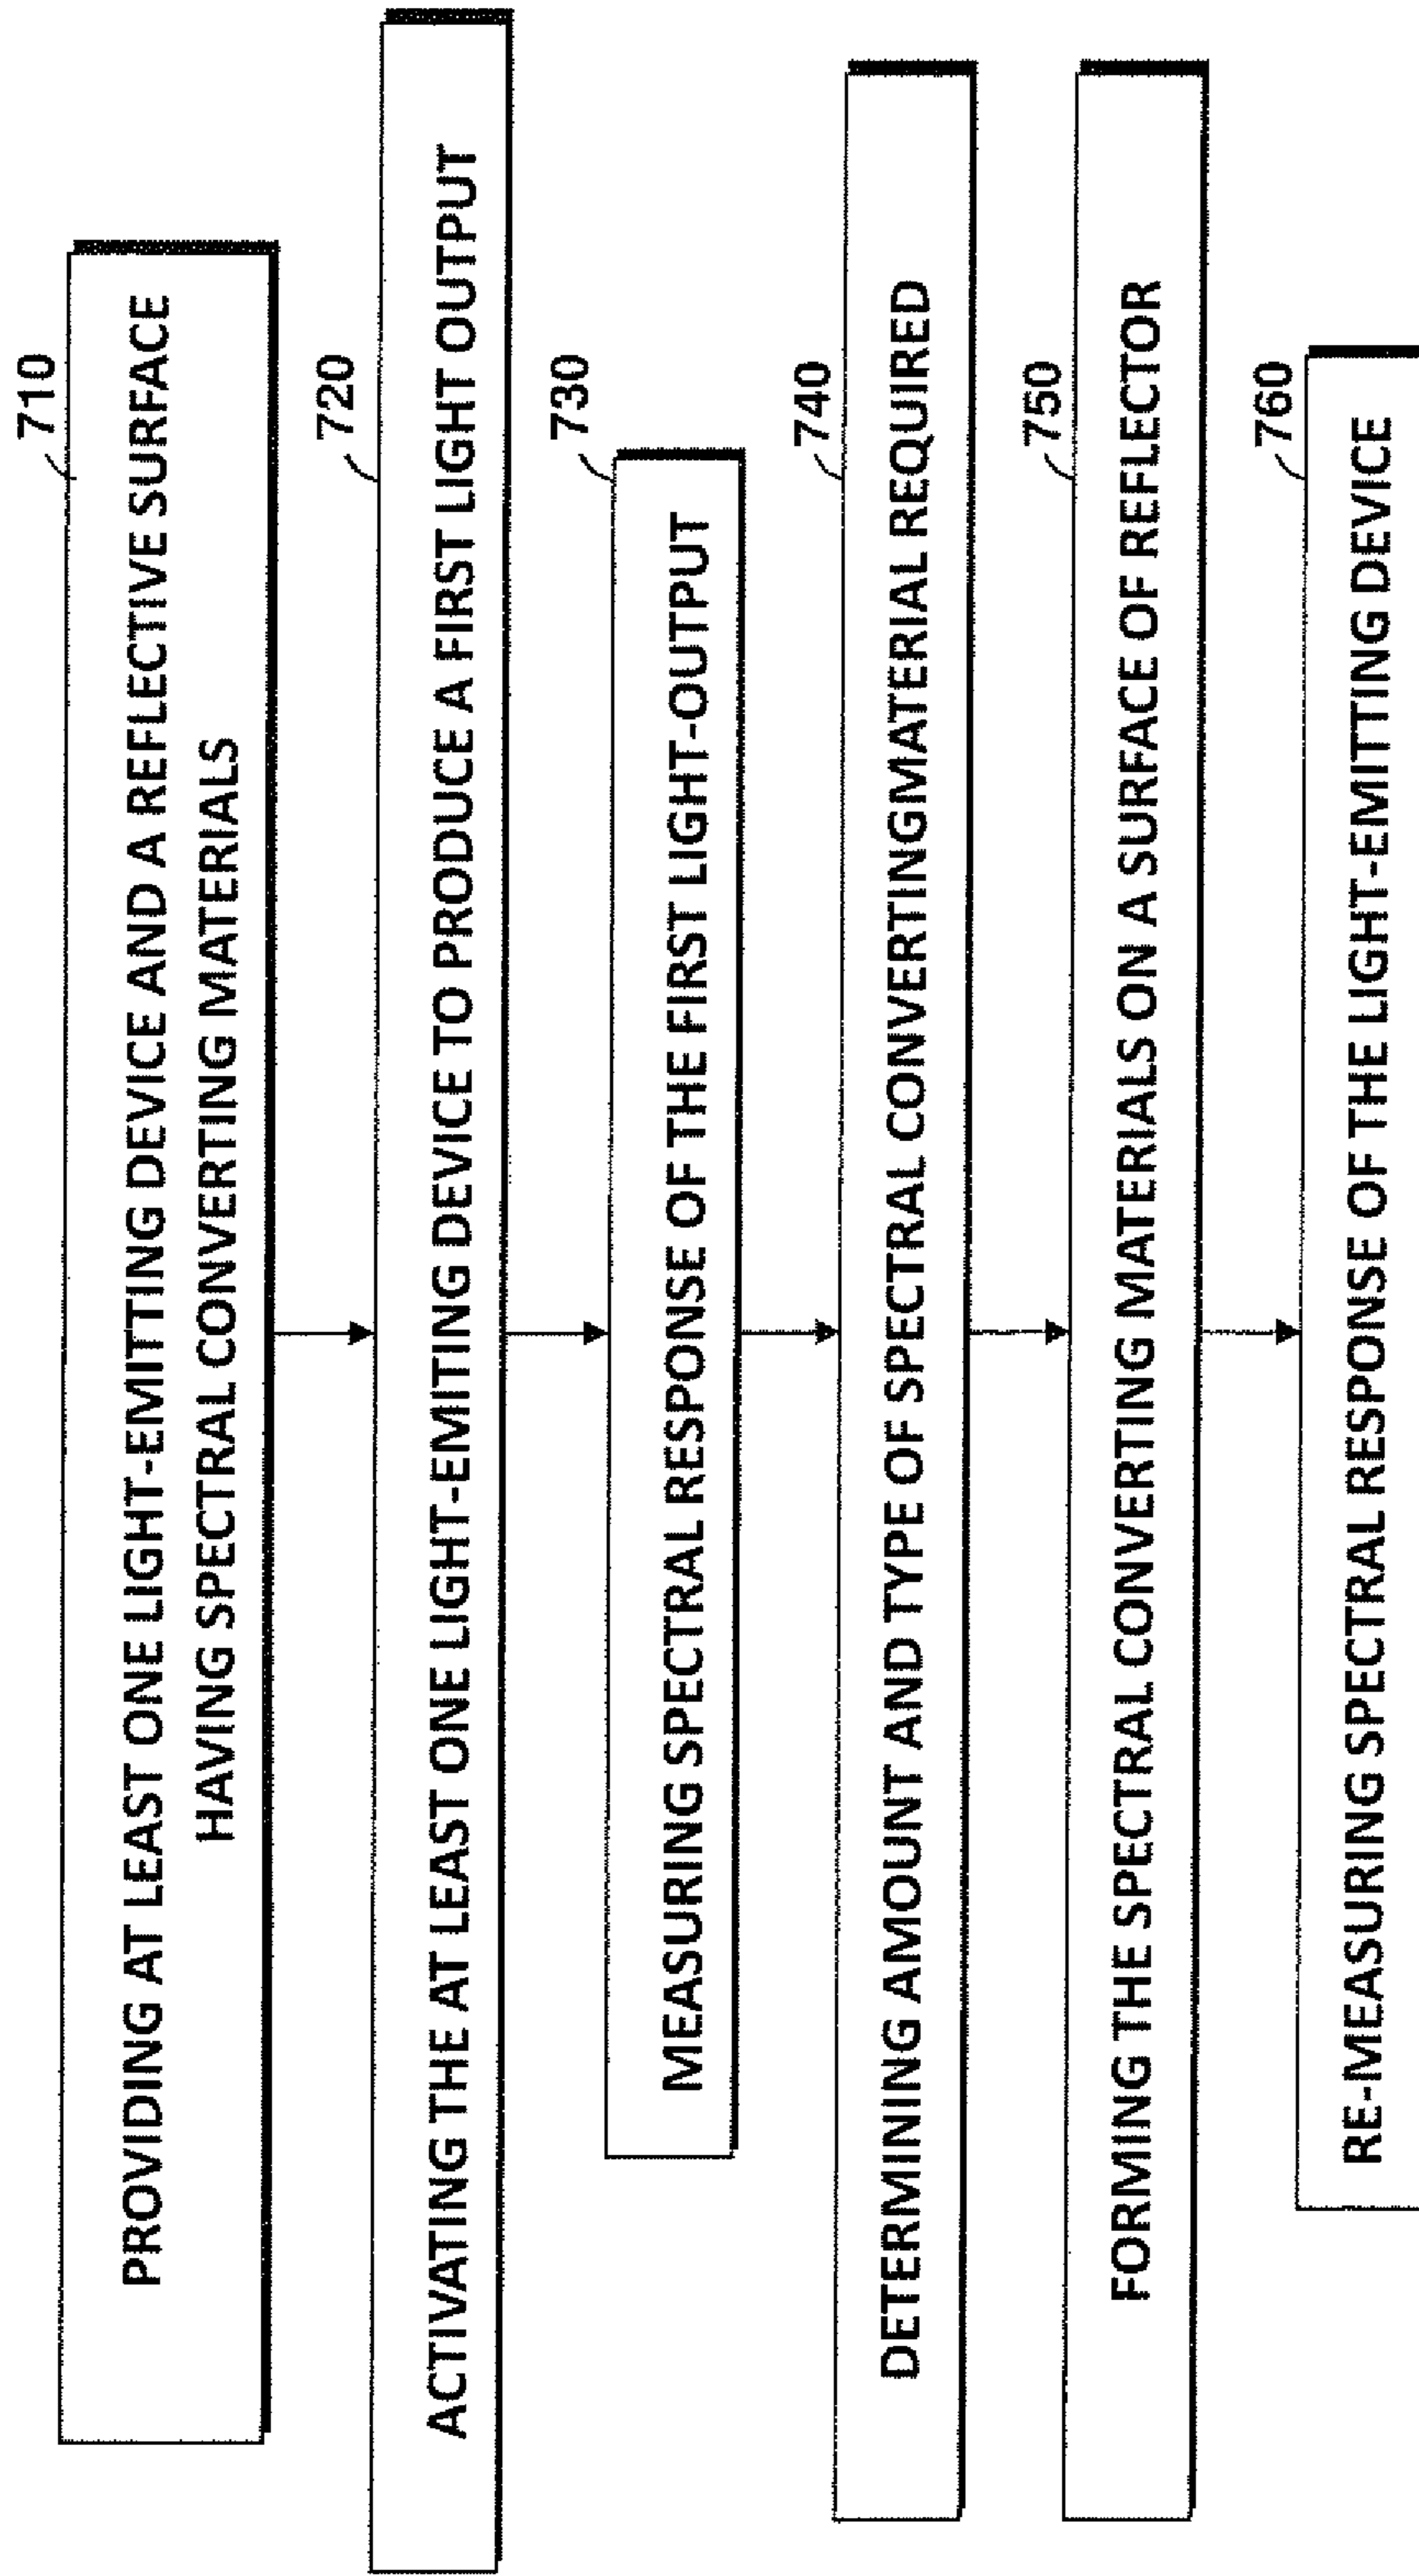 710
PROVIDING AT LEAST ONE LIGHT-EMITTING DEVICE AND A REFLECTIVE SURFACE
HAVING SPECTRAL CONVERTING MATERIALS
720
ACTIVATING THE AT LEAST ONE LIGHT-EMITING DEVICE TO PRODUCE A FIRST LIGHT OUTPUT
730
MEASURING SPECTRAL RESPONSE OF THE FIRST LIGHT-OUTPUT
740
DETERMINING AMOUNT AND TYPE OF SPECTRAL CONVERTINGMATERIAL REQUIRED
750
FORMING THE SPECTRAL CONVERTING MATERIALS ON A SURFACE OF REFLECTOR
760
RE-MEASURING SPECTRAL RESPONSE OF THE LIGHT-EMITTING DEVICE